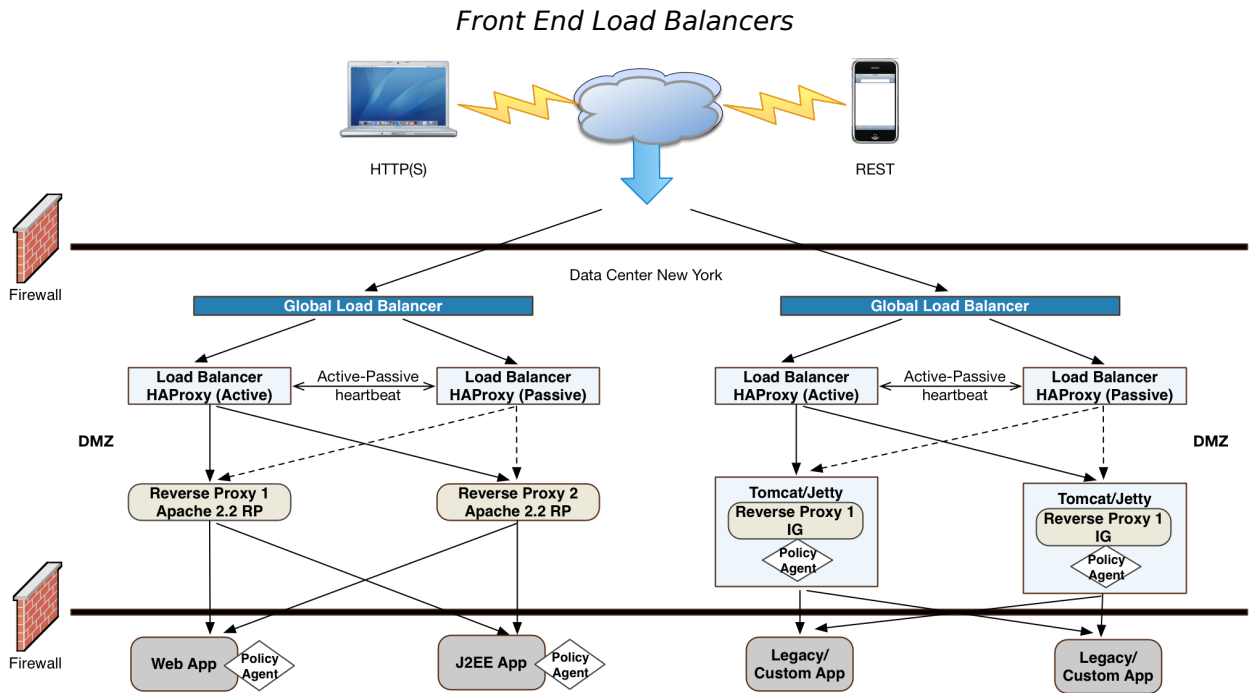 Front End Load Balancers
HTTP(S)
REST
Firewall
Data Center New York
Global Load Balancer
Global Load Balancer
Load Balancer
HAProxy (Active)
Active-Passive
heartbeat
Load Balancer
HAProxy (Passive)
Load Balancer
HAProxy (Active)
Active-Passive
heartbeat
Load Balancer
HAProxy (Passive)
DMZ
DMZ
Reverse Proxy 1
Apache 2.2 RP
Reverse Proxy 2
Apache 2.2 RP
Tomcat/Jetty
Reverse Proxy 1
IG
Policy
Agent
Tomcat/Jetty
Reverse Proxy 1
IG
Policy
Agent
Firewall
Web App
Policy
Agent
J2EE App
Policy
Agent
Legacy/
Custom App
Legacy/
Custom App